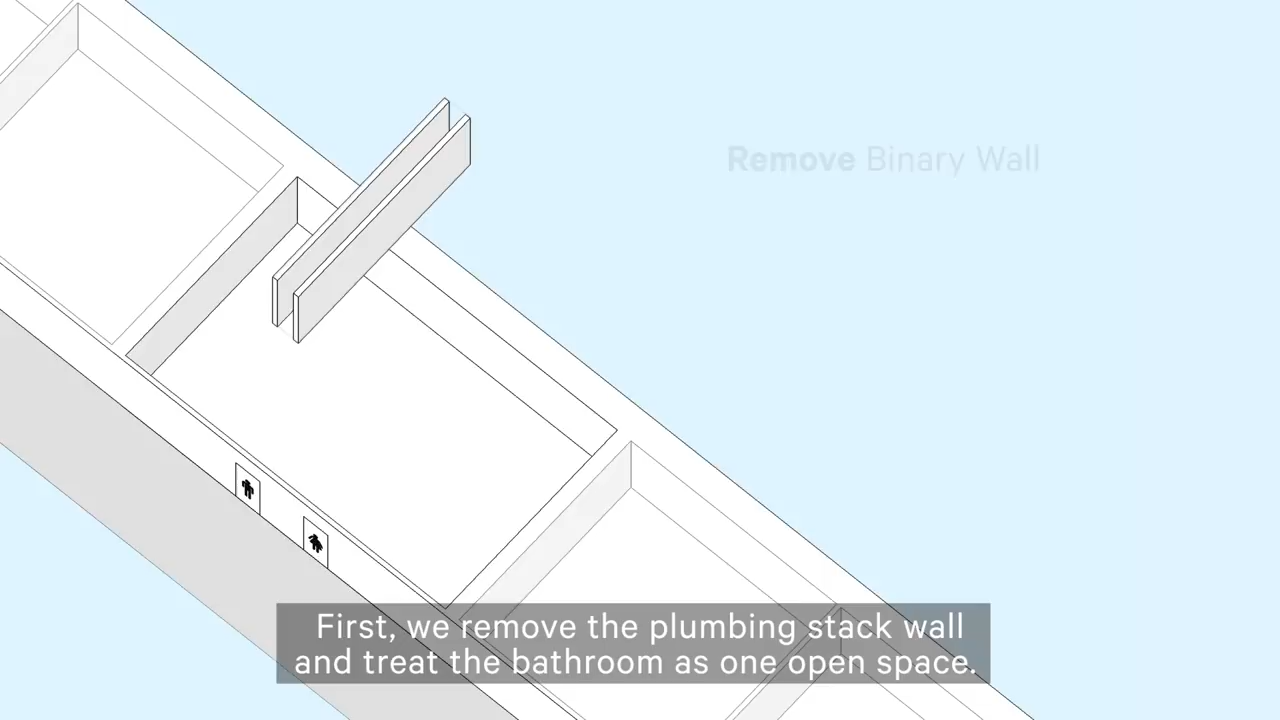 Remove Binary Wall
First, we remove the plumbing stack wall
and treat the bathroom as one open space.